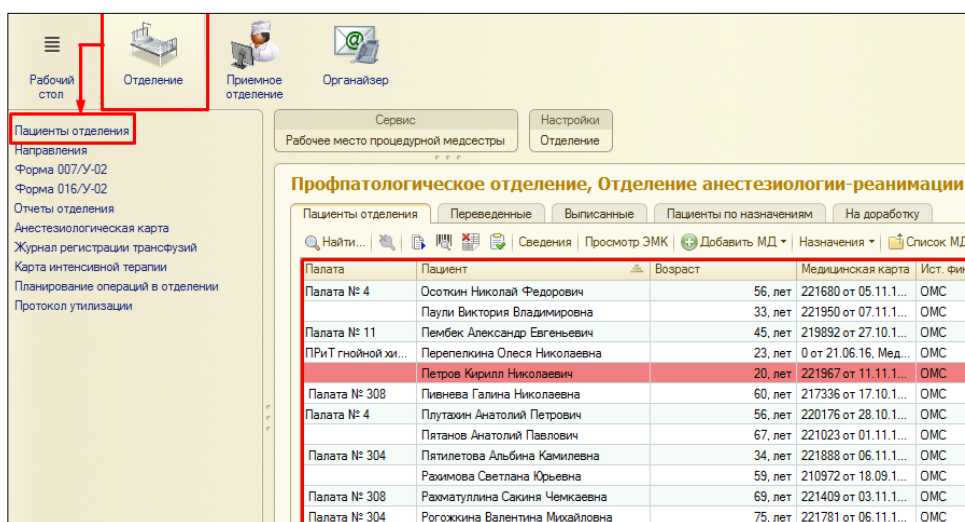 Рабочий стол
Отделение
Приемное отделение
Органайзер
Пациенты отделения
Направления
Форма 007/У-02
Форма 016/У-02
Отчеты отделения
Анестезиологическая карта
Журнал регистрации трансфузий
Карта интенсивной терапии
Планирование операций в отделении
Протокол утилизации
Сервис
Рабочее место процедурной медсестры
Настройки
Отделение
Профпатологическое отделение, Отделение анестезиологии-реанимации
Пациенты отделения Переведенные Выписанные Пациенты по назначениям На доработку
Найти... Сведения Просмотр ЭМК Добавить МД Назначения Список МД
Палата Пациент Возраст Медицинская карта Ист. фин
Палата № 4 Осоткин Николай Федорович 56, лет 221680 от 05.11.1... ОМС
Паули Виктория Владимировна 33, лет 221950 от 07.11.1... ОМС
Палата № 11 Пембек Александр Евгеньевич 45, лет 219892 от 27.10.1... ОМС
ПРиТ гнойной хи... Перепелкина Олеся Николаевна 23, лет 0 от 21.06.16, Мед... ОМС
Петров Кирилл Николаевич 20, лет 221967 от 11.11.1... ОМС
Палата № 308 Пивнева Галина Николаевна 60, лет 217336 от 17.10.1... ОМС
Палата № 4 Плутахин Анатолий Петрович 56, лет 220176 от 28.10.1... ОМС
Пятанов Анатолий Павлович 67, лет 221023 от 01.11.1... ОМС
Палата № 304 Пятилетова Альбина Камилевна 34, лет 221888 от 06.11.1... ОМС
Рахимова Светлана Юрьевна 59, лет 210972 от 18.09.1... ОМС
Палата № 308 Рахматуллина Сакиня Чемкаевна 69, лет 221409 от 03.11.1... ОМС
Палата № 304 Рогожкина Валентина Михайловна 75, лет 221781 от 06.11.1... ОМС